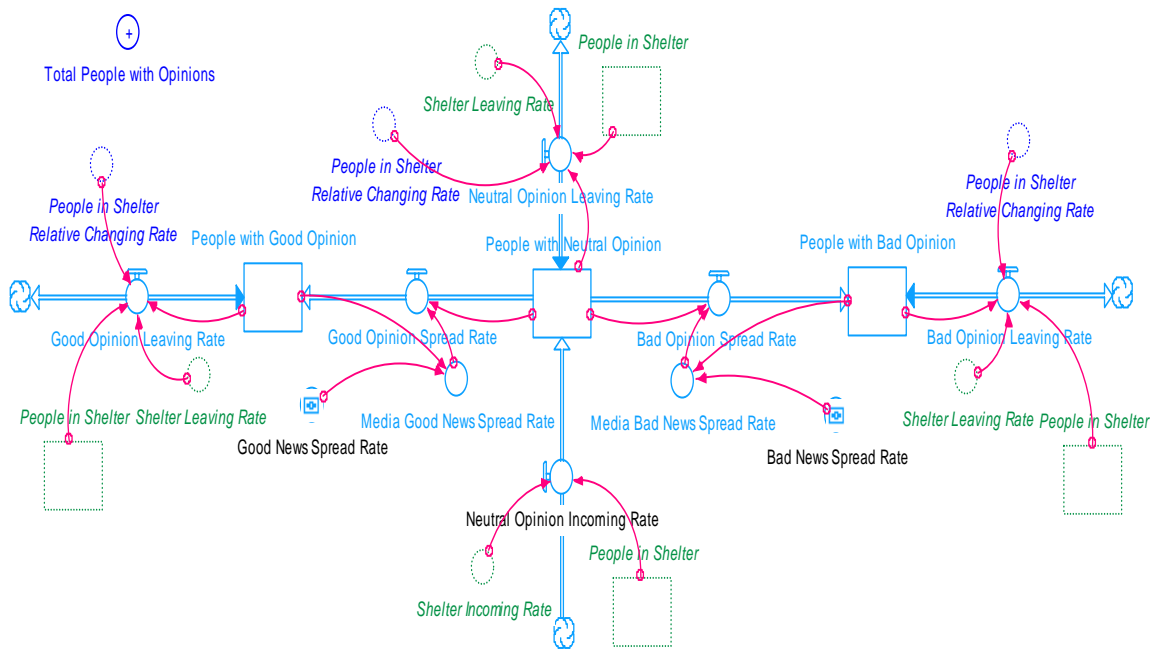 People in Shelter
Total People with Opinions
+
Shelter Leaving Rate
People in Shelter
Relative Changing Rate
Neutral Opinion Leaving Rate
People in Shelter
Relative Changing Rate
People in Shelter
Relative Changing Rate
People with Good Opinion
People with Neutral Opinion
People with Bad Opinion
Good Opinion Leaving Rate
Good Opinion Spread Rate
Bad Opinion Spread Rate
Bad Opinion Leaving Rate
People in Shelter
Shelter Leaving Rate
Media Good News Spread Rate
Media Bad News Spread Rate
Shelter Leaving Rate
People in Shelter
Good News Spread Rate
Bad News Spread Rate
Neutral Opinion Incoming Rate
People in Shelter
Shelter Incoming Rate